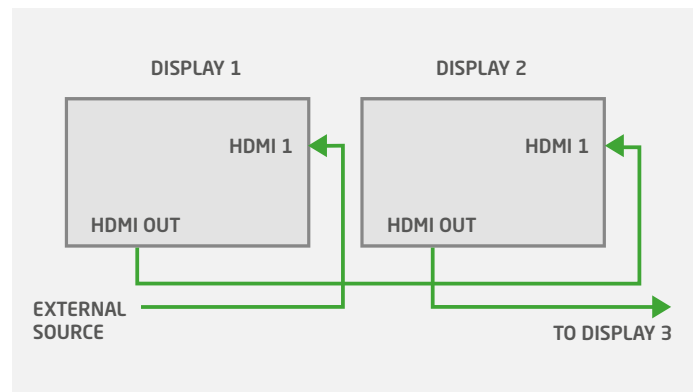 DISPLAY 1
DISPLAY 2
HDMI 1
HDMI 1
HDMI OUT
HDMI OUT
EXTERNAL
SOURCE
TO DISPLAY 3